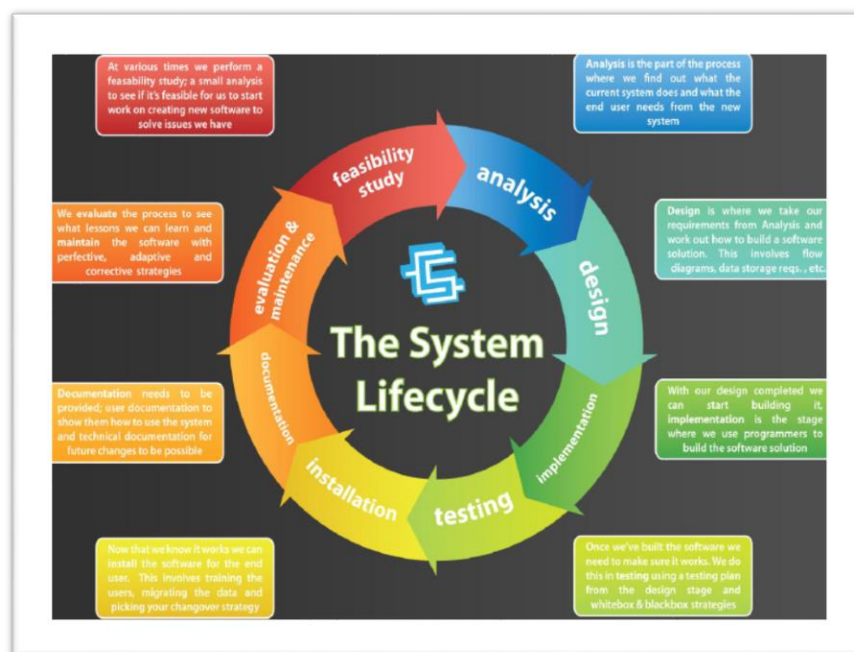 At various times we perform a
feasability study; a small analysis
to see if it's feasible for us to start
work on creating new software to
solve issues we have
Analysis is the part of the process
where we find out what the
current system does and what the
end user needs from the new
system
feasibility
study
analysis
We evaluate the process to see
what lessons we can learn and
maintain the software with
perfective, adaptive and
corrective strategies
evaluation &
maintenance
Design is where we take our
requirements from Analysis and
work out how to build a software
solution. This involves flow
diagrams, data storage reqs. , etc.
design
The System
Lifecycle
Documentation needs to be
provided; user documentation to
show them how to use the system
and technical documentation for
future changes to be possible
documentation
With our design completed we
can start building it,
implementation is the stage
where we use programmers to
build the software solution
implementation
installation
testing
Now that we know it works we can
install the software for the end
user. This involves training the
users, migrating the data and
picking your changover strategy
Once we've built the software we
need to make sure it works. We do
this in testing using a testing plan
from the design stage and
whitebox & blackbox strategies